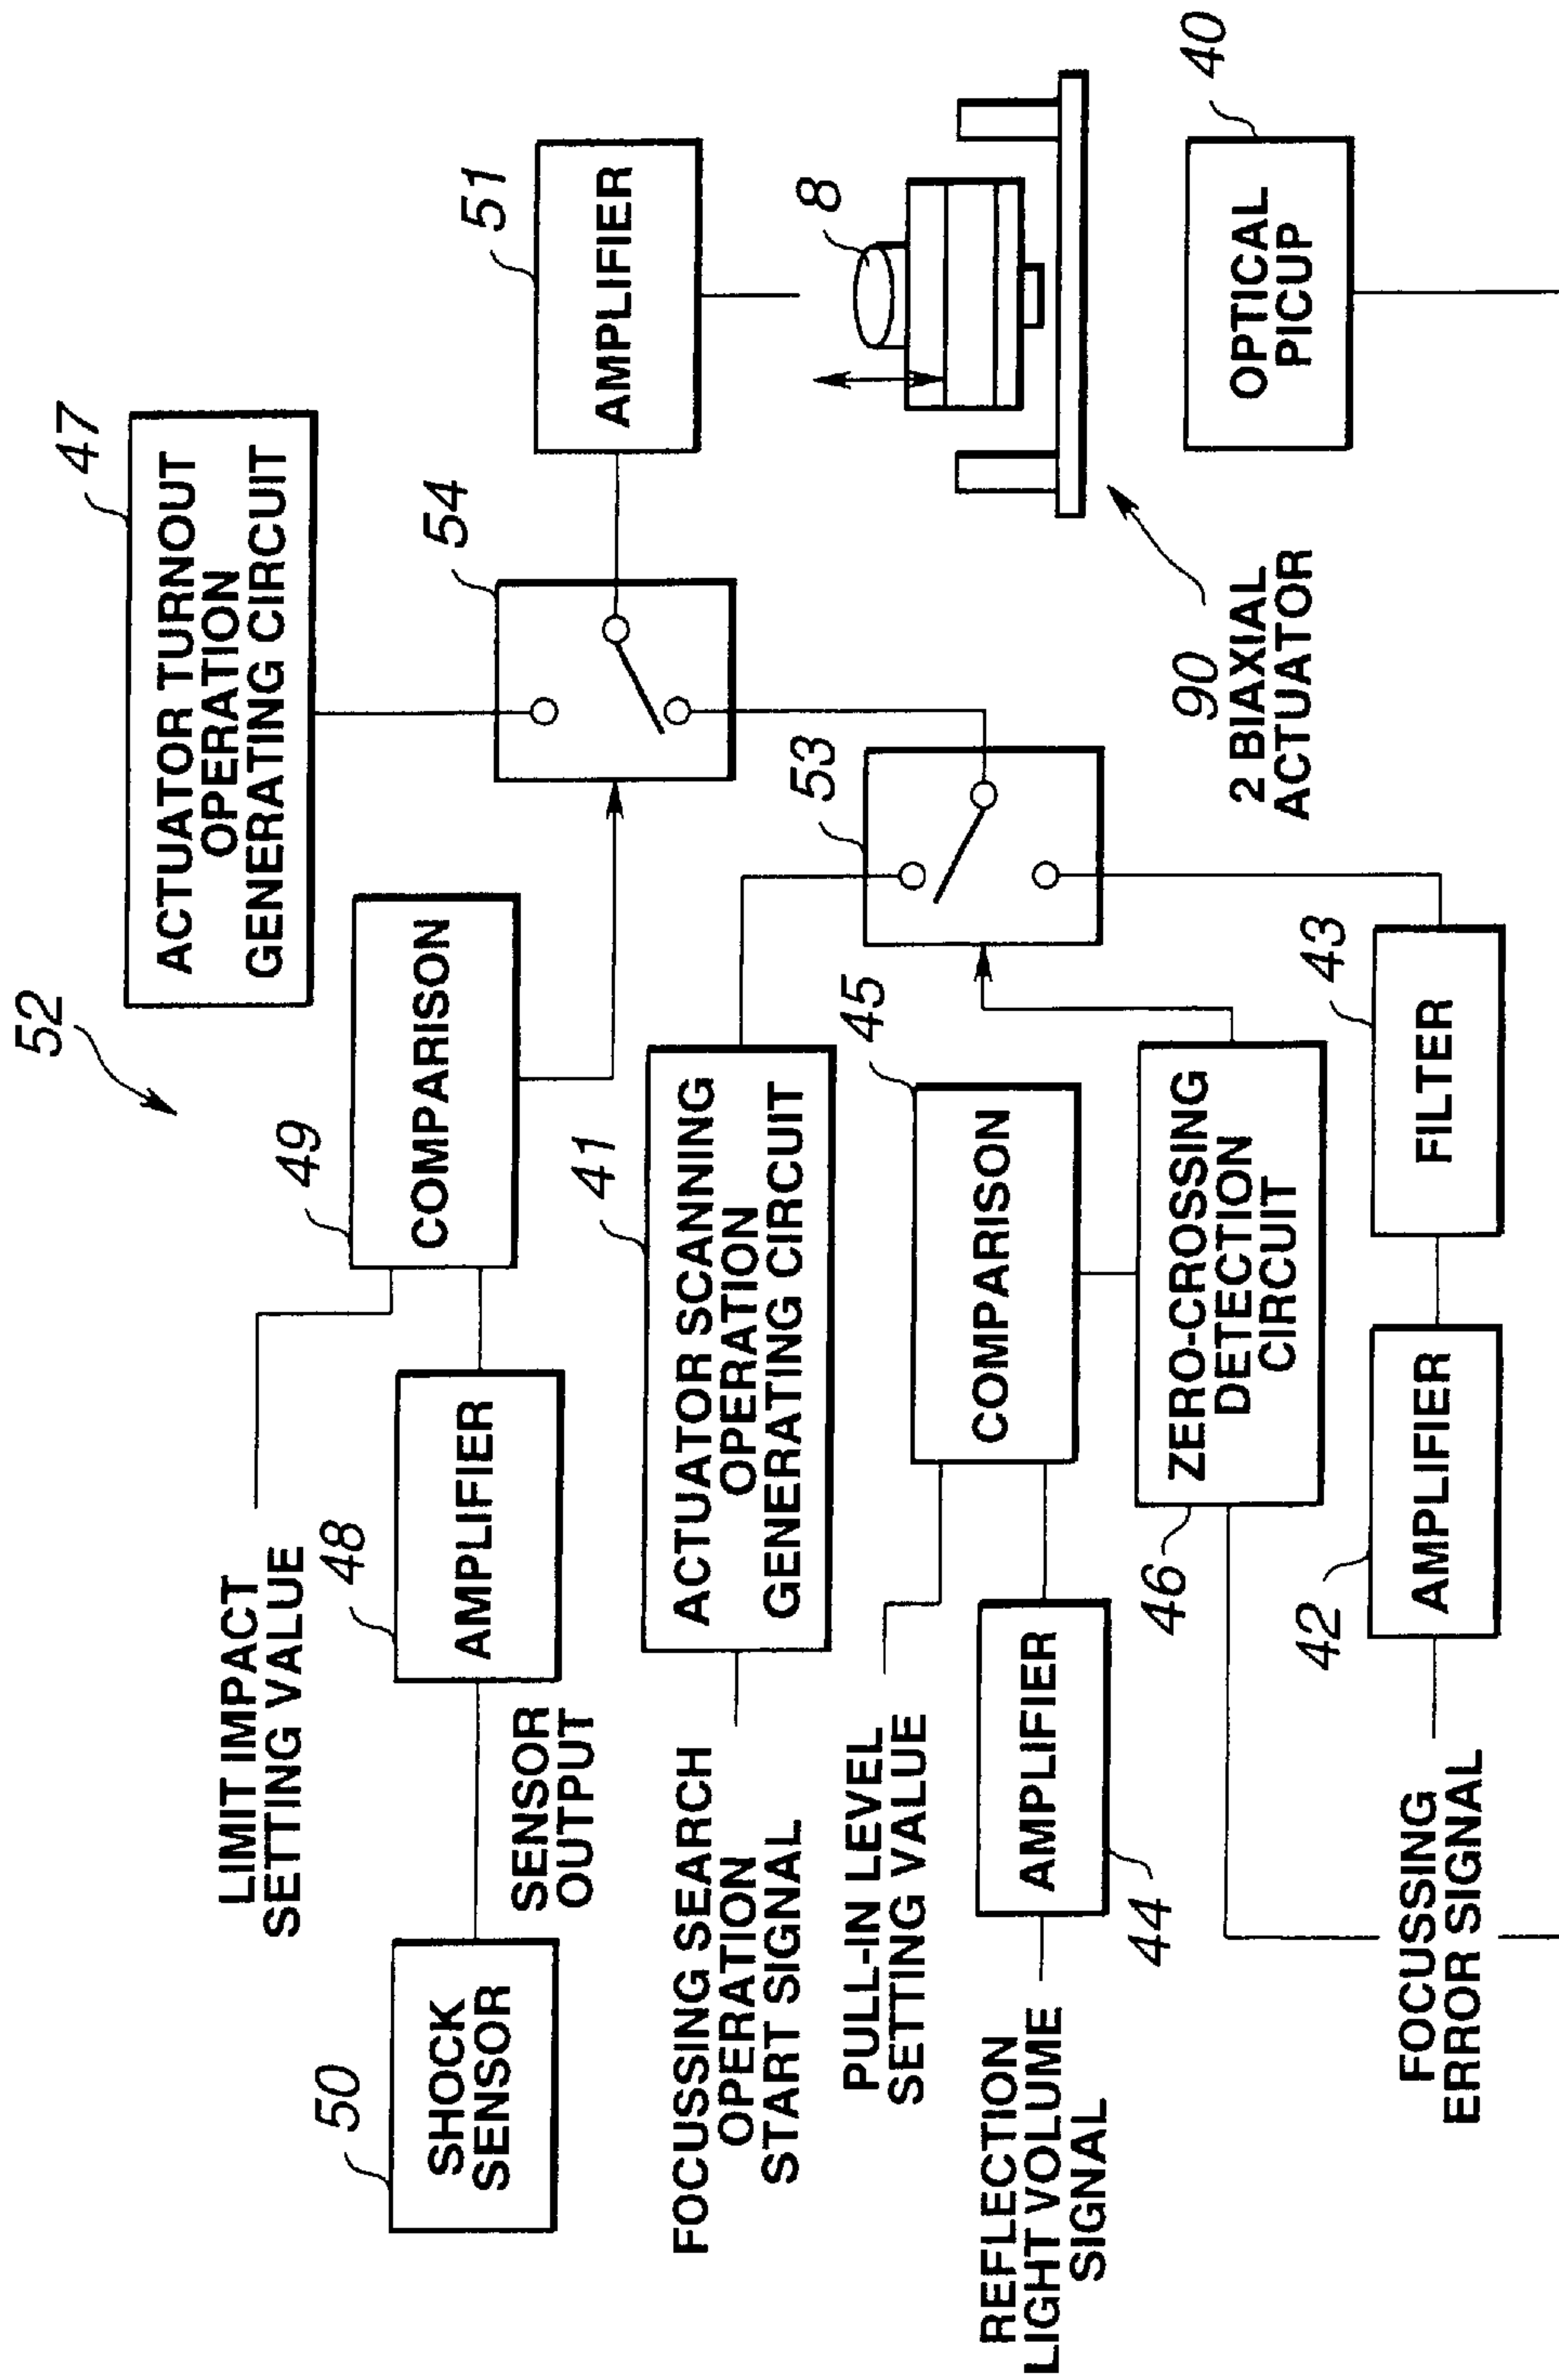 52
47
ACTUATOR TURNOUT
OPERATION
GENERATING CIRCUIT
LIMIT IMPACT
SETTING VALUE
49
COMPARISON
54
51
AMPLIFIER
50
SHOCK
SENSOR
SENSOR
OUTPUT
48
AMPLIFIER
41
ACTUATOR SCANNING
OPERATION
GENERATING CIRCUIT
FOCUSSING SEARCH
OPERATION
START SIGNAL
53
8
PULL-IN LEVEL
SETTING VALUE
45
COMPARISON
REFLECTION
LIGHT VOLUME
SIGNAL
AMPLIFIER
44
46
ZERO-CROSSING
DETECTION
CIRCUIT
90
2 BIAXIAL
ACTUATOR
40
OPTICAL
PICUP
FOCUSSING
ERROR SIGNAL
42
AMPLIFIER
43
FILTER